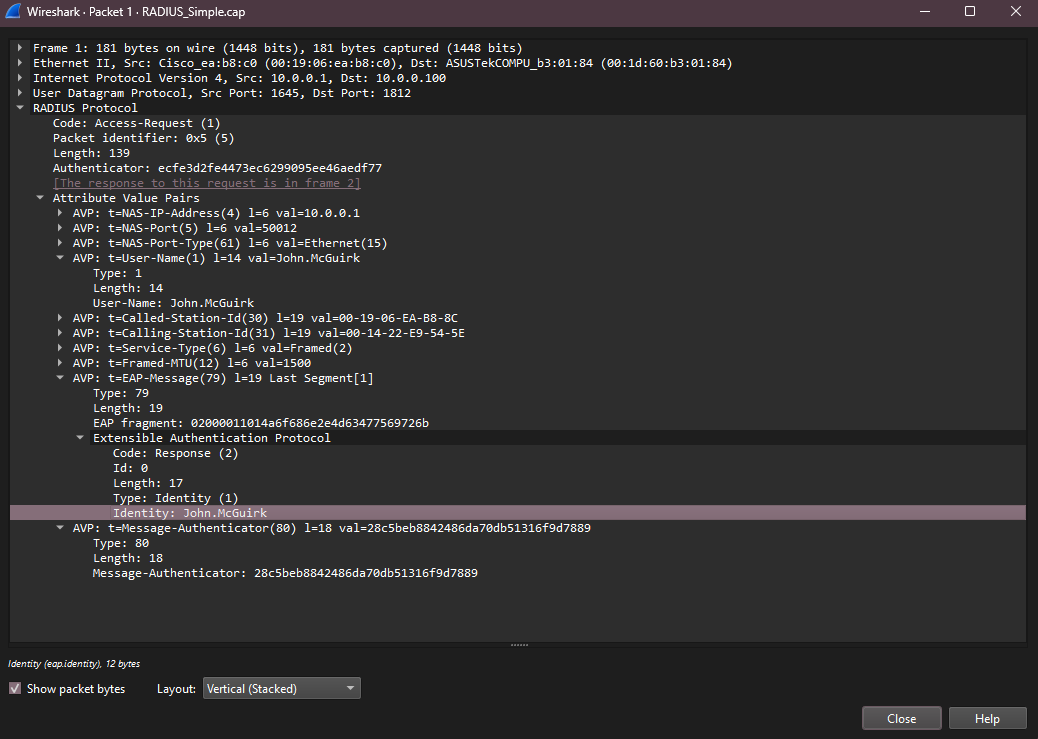 Wireshark · Packet 1 · RADIUS_Simple.cap
Frame 1: 181 bytes on wire (1448 bits), 181 bytes captured (1448 bits)
Ethernet II, Src: Cisco_ea:b8:c0 (00:19:06:ea:b8:c0), Dst: ASUSTekCOMPU_b3:01:84 (00:1d:60:b3:01:84)
Internet Protocol Version 4, Src: 10.0.0.1, Dst: 10.0.0.100
User Datagram Protocol, Src Port: 1645, Dst Port: 1812
RADIUS Protocol
Code: Access-Request (1)
Packet identifier: 0x5 (5)
Length: 139
Authenticator: ecfe3d2fe4473ec6299095ee46aedf77
[The response to this request is in frame 2]
Attribute Value Pairs
AVP: t=NAS-IP-Address(4) l=6 val=10.0.0.1
AVP: t=NAS-Port(5) l=6 val=50012
AVP: t=NAS-Port-Type(61) l=6 val=Ethernet(15)
AVP: t=User-Name(1) l=14 val=John.McGuirk
Type: 1
Length: 14
User-Name: John.McGuirk
AVP: t=Called-Station-Id(30) l=19 val=00-19-06-EA-B8-8C
AVP: t=Calling-Station-Id(31) l=19 val=00-14-22-E9-54-5E
AVP: t=Service-Type(6) l=6 val=Framed(2)
AVP: t=Framed-MTU(12) l=6 val=1500
AVP: t=EAP-Message(79) l=19 Last Segment[1]
Type: 79
Length: 19
EAP fragment: 02000011014a6f686e2e4d63477569726b
Extensible Authentication Protocol
Code: Response (2)
Id: 0
Length: 17
Type: Identity (1)
Identity: John.McGuirk
AVP: t=Message-Authenticator(80) l=18 val=28c5beb8842486da70db51316f9d7889
Type: 80
Length: 18
Message-Authenticator: 28c5beb8842486da70db51316f9d7889
Identity (eap.identity), 12 bytes
Show packet bytes
Layout: Vertical (Stacked)
Close
Help